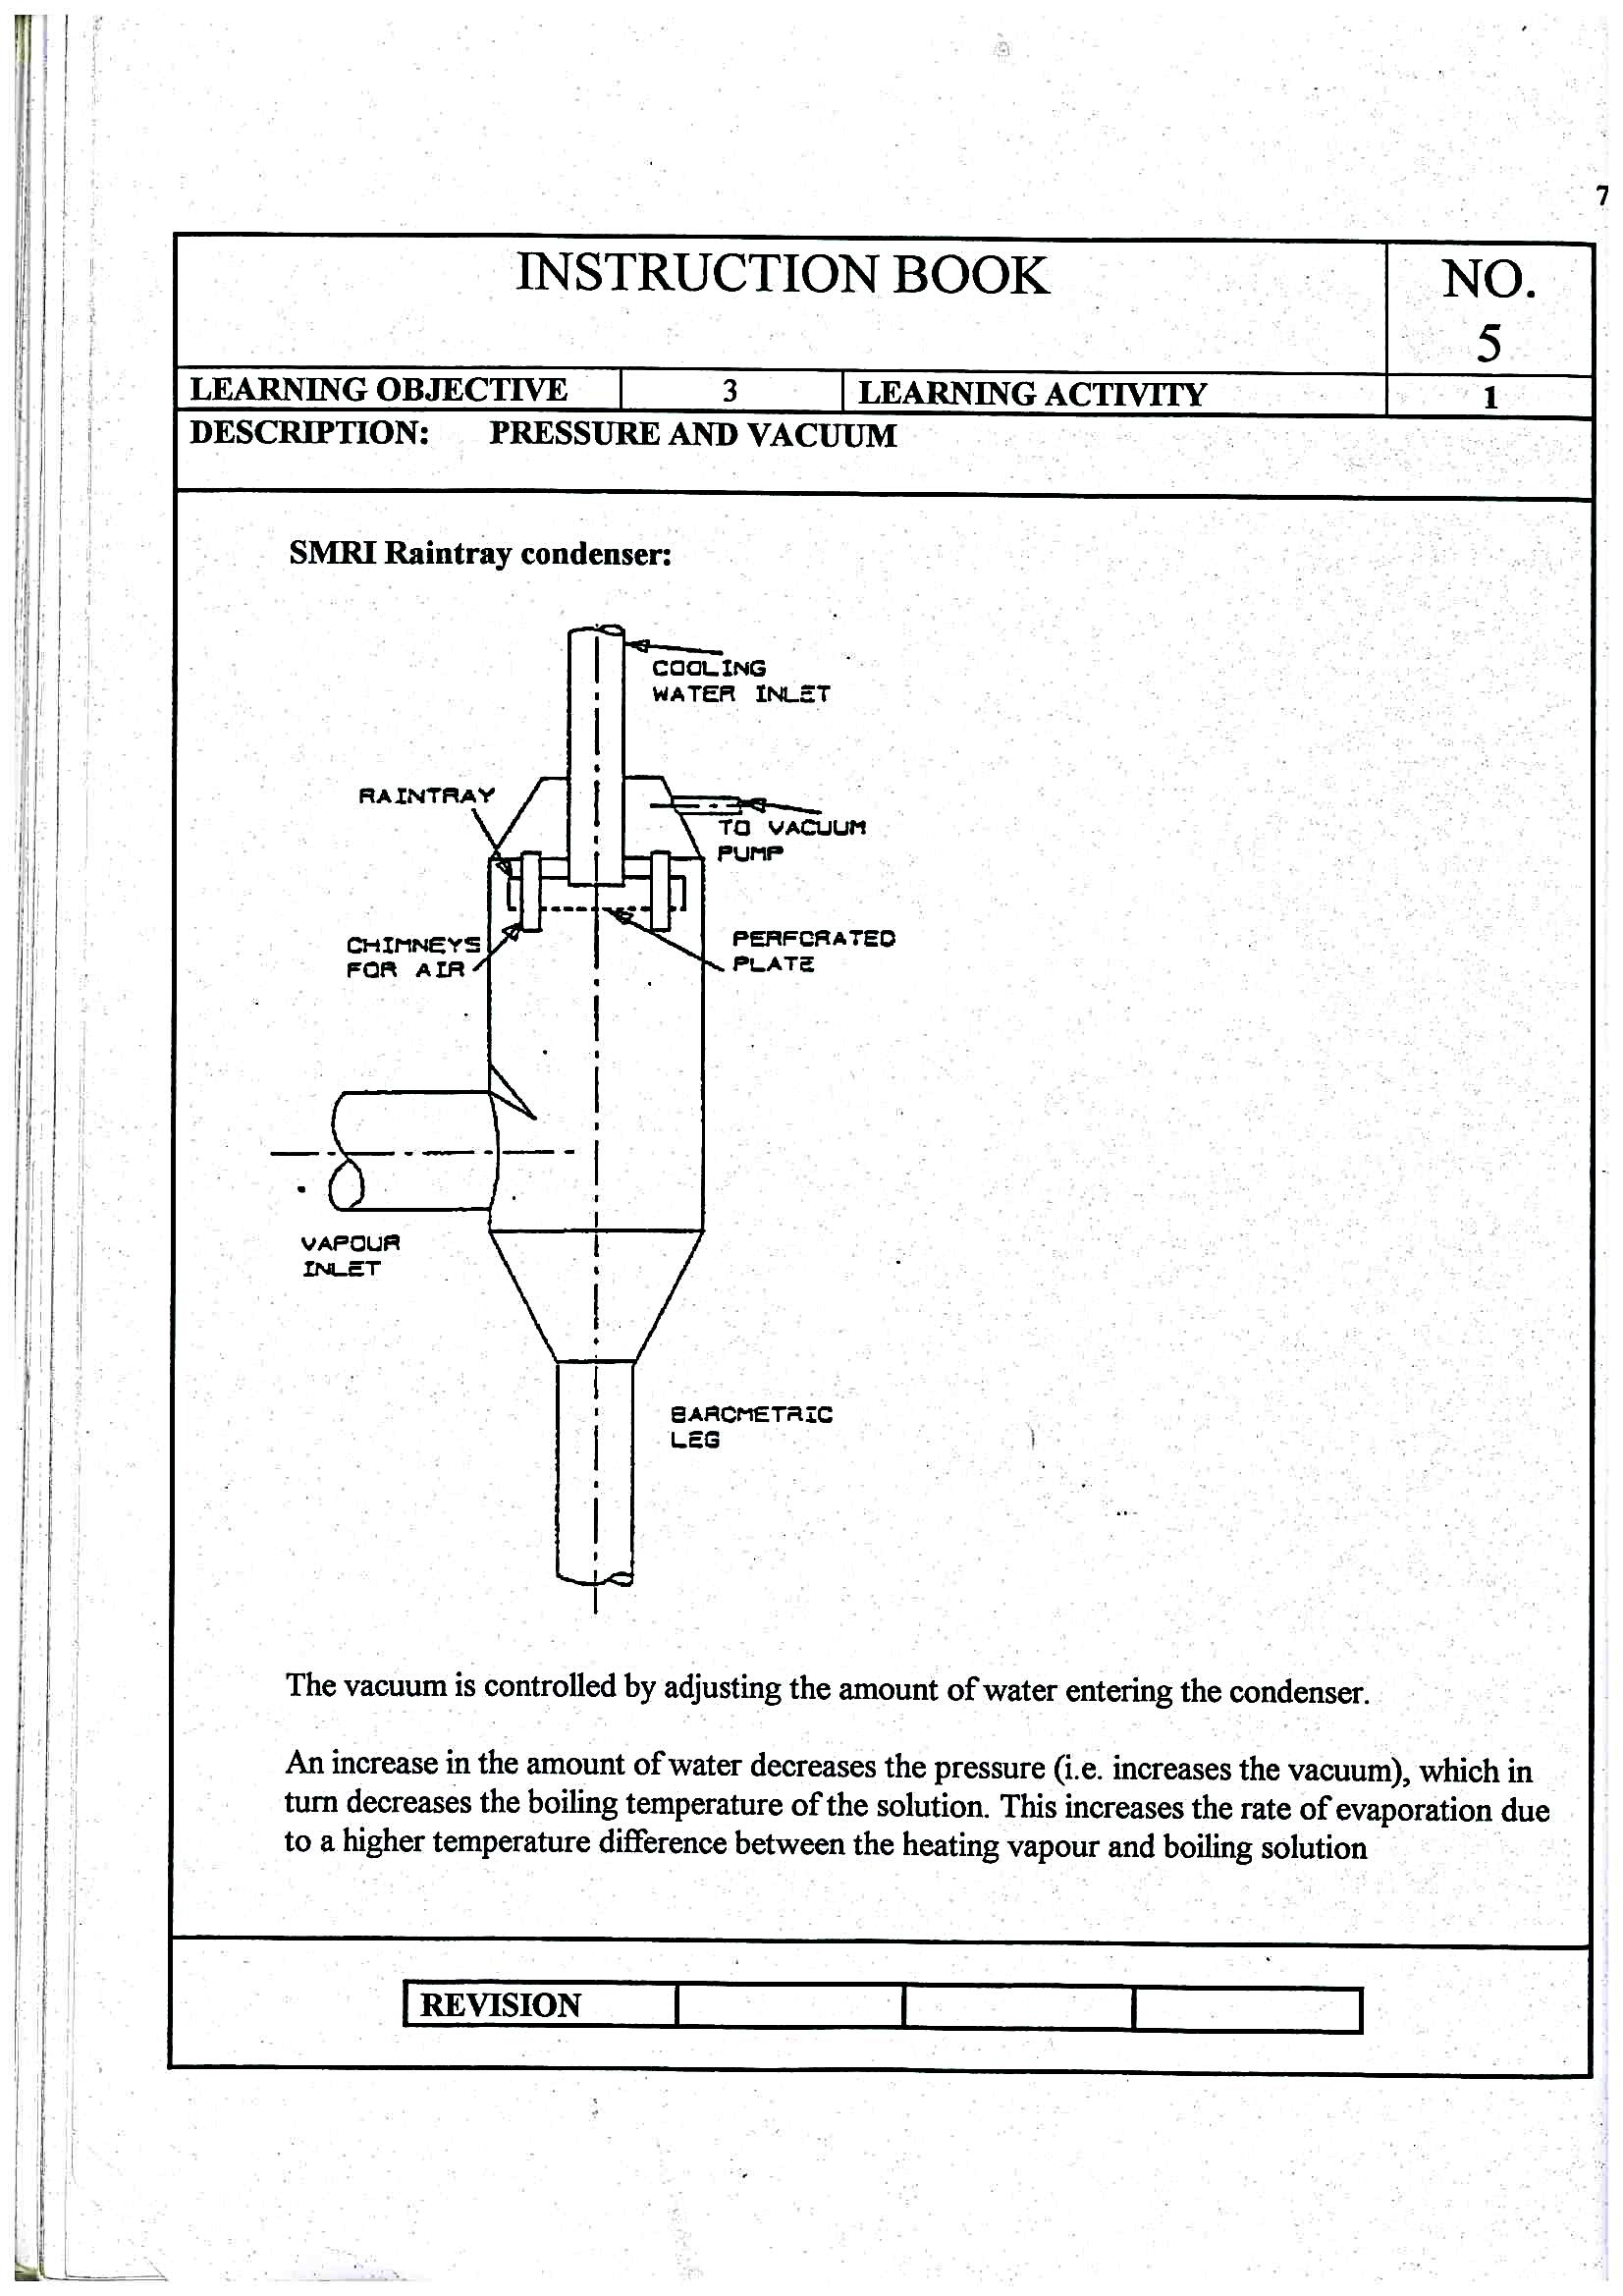 7
INSTRUCTION BOOK
NO.
5
LEARNING OBJECTIVE 3 LEARNING ACTIVITY 1
DESCRIPTION: PRESSURE AND VACUUM
SMRI Raintray condenser:
COOLING
WATER INLET
RAINTRAY
TO VACUUM
PUMP
CHIMNEYS
FOR AIR
PERFORATED
PLATE
VAPOUR
INLET
BAROMETRIC
LEG
The vacuum is controlled by adjusting the amount of water entering the condenser.
An increase in the amount of water decreases the pressure (i.e. increases the vacuum), which in
turn decreases the boiling temperature of the solution. This increases the rate of evaporation due
to a higher temperature difference between the heating vapour and boiling solution
REVISION